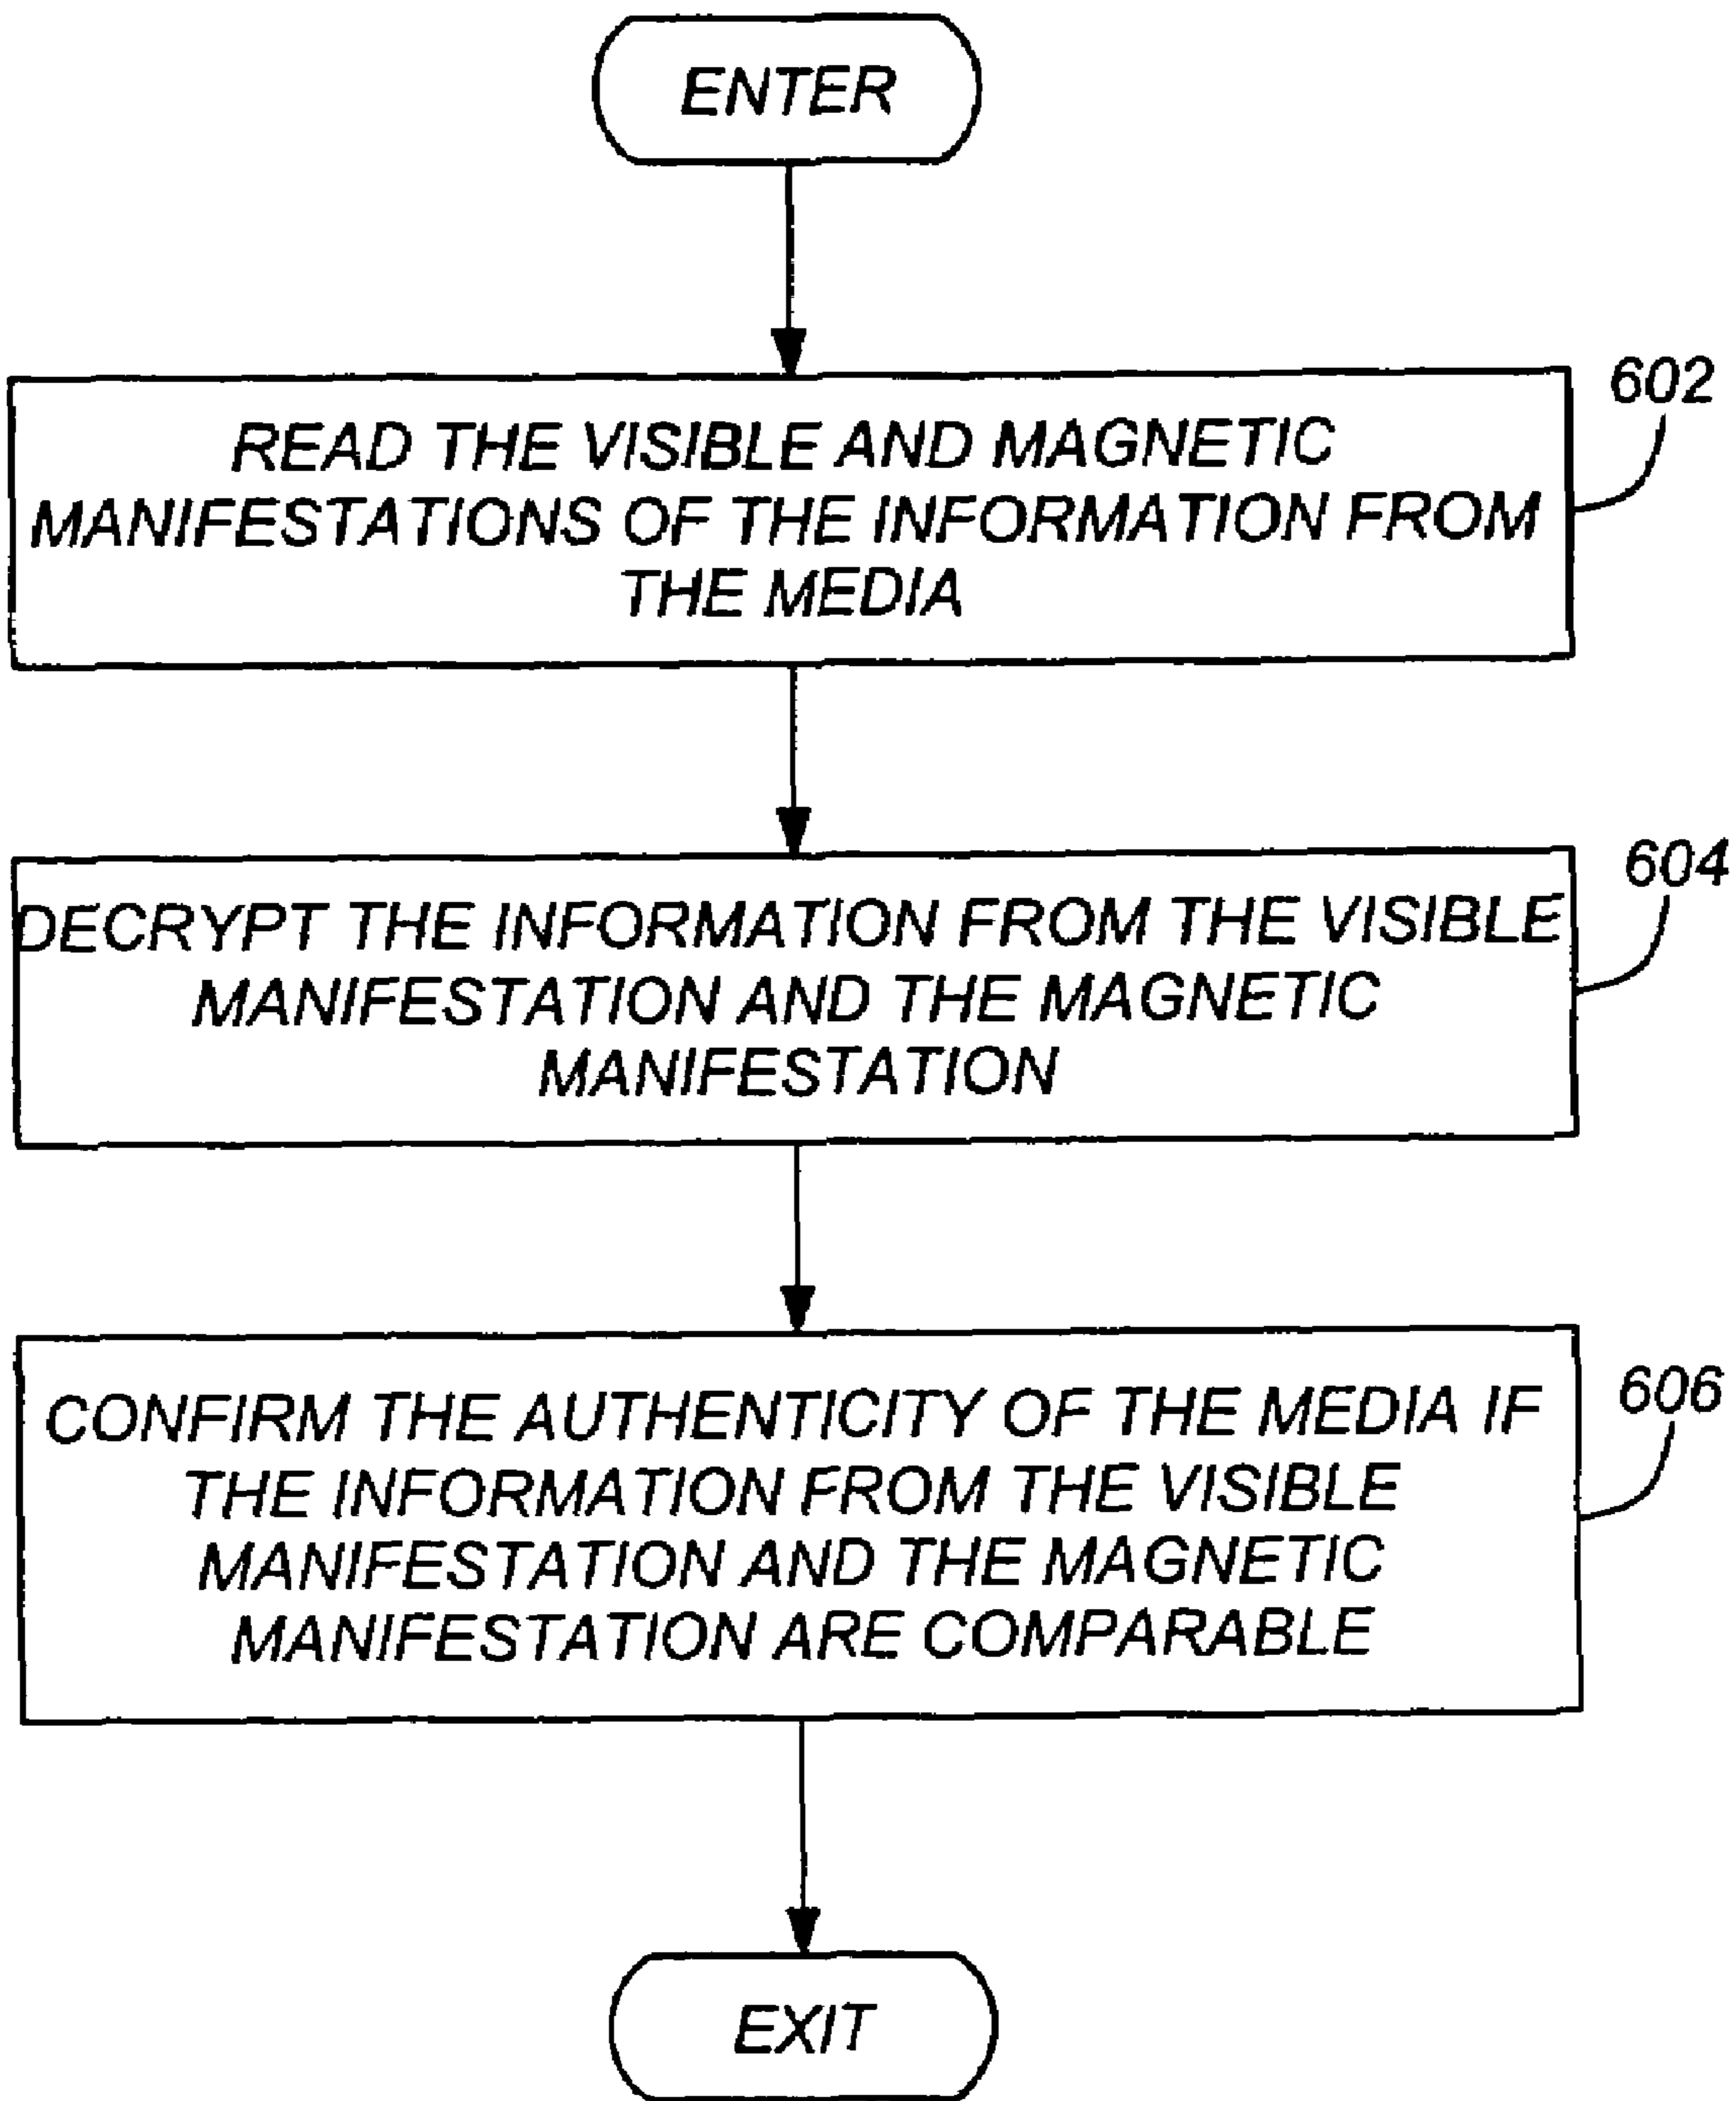 ENTER
602
READ THE VISIBLE AND MAGNETIC
MANIFESTATIONS OF THE INFORMATION FROM
THE MEDIA
604
DECRYPT THE INFORMATION FROM THE VISIBLE
MANIFESTATION AND THE MAGNETIC
MANIFESTATION
606
CONFIRM THE AUTHENTICITY OF THE MEDIA IF
THE INFORMATION FROM THE VISIBLE
MANIFESTATION AND THE MAGNETIC
MANIFESTATION ARE COMPARABLE
EXIT